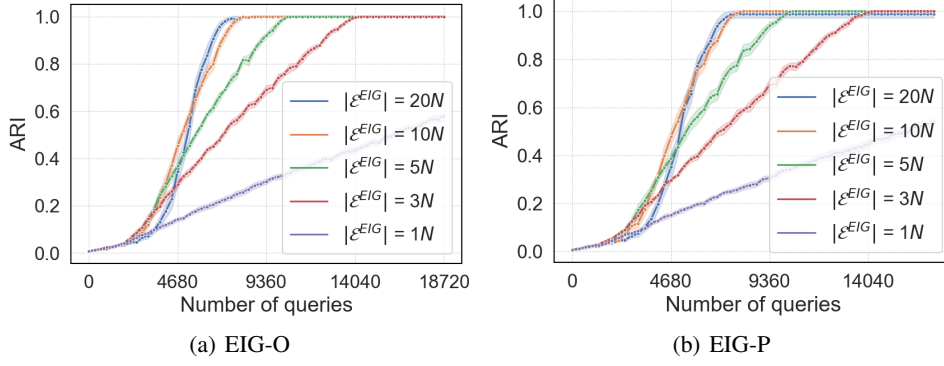 1.0
0.8
0.6
0.4
0.2
0.0
ARI
|ℰ^EIG| = 20N
|ℰ^EIG| = 10N
|ℰ^EIG| = 5N
|ℰ^EIG| = 3N
|ℰ^EIG| = 1N
0 4680 9360 14040 18720
Number of queries
(a) EIG-O
1.0
0.8
0.6
0.4
0.2
0.0
ARI
|ℰ^EIG| = 20N
|ℰ^EIG| = 10N
|ℰ^EIG| = 5N
|ℰ^EIG| = 3N
|ℰ^EIG| = 1N
0 4680 9360 14040
Number of queries
(b) EIG-P